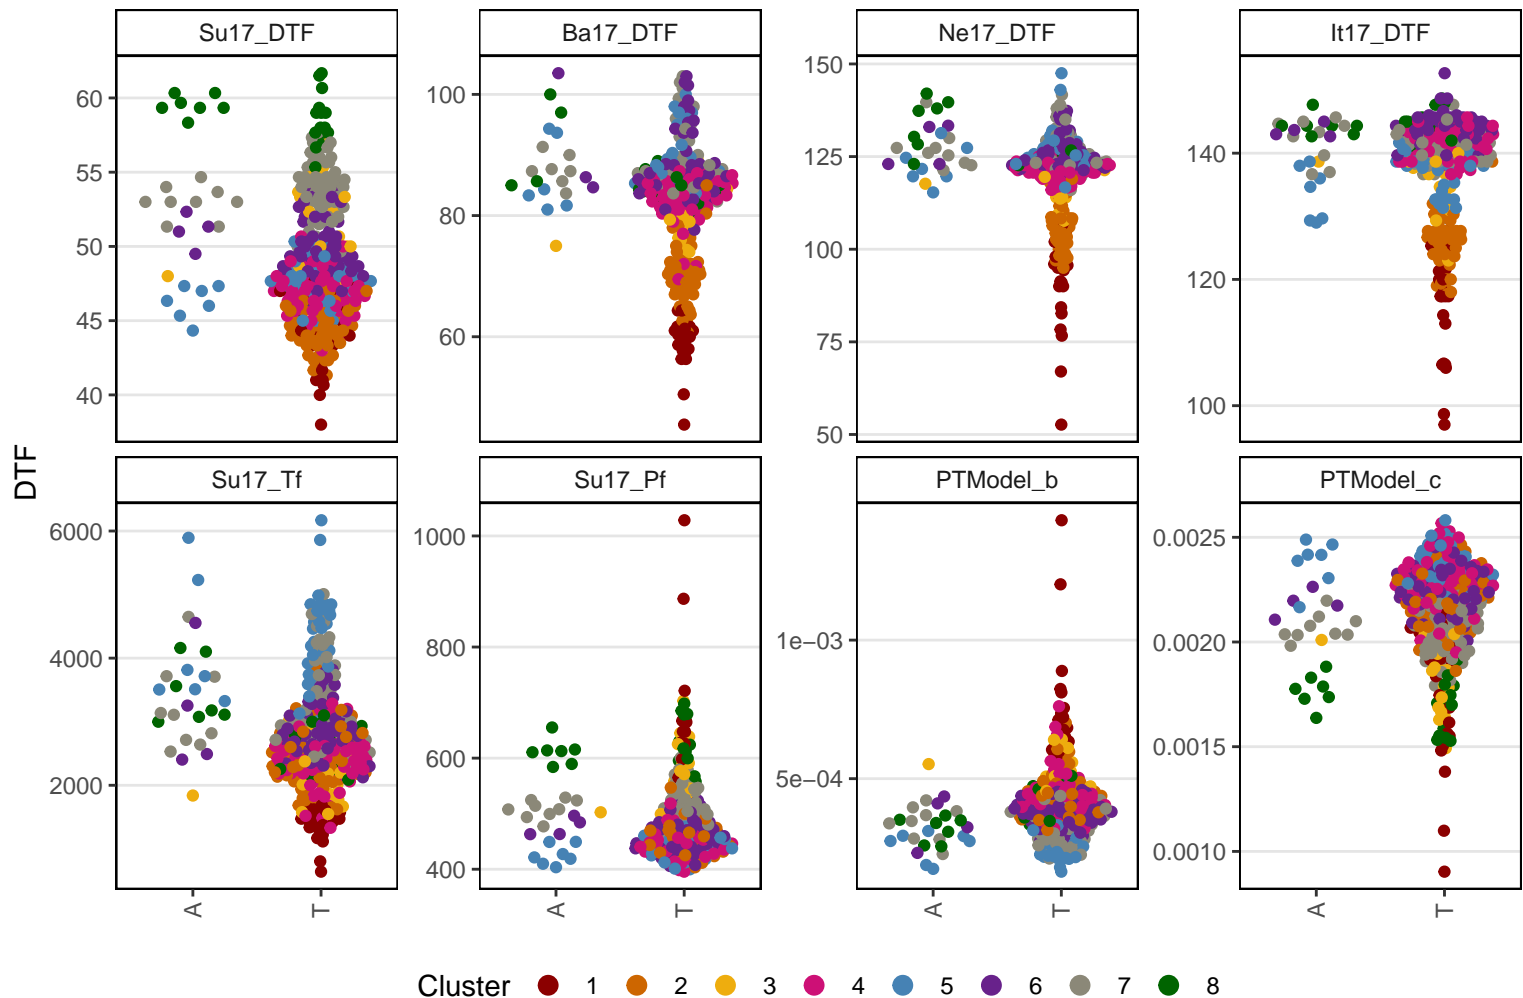 Su17_DTF
Ba17_DTF
Ne17_DTF
It17_DTF
60
55
50
45
40
100
80
60
150
125
100
75
50
140
120
100
DTF
Su17_Tf
Su17_Pf
PTModel_b
PTModel_c
6000
4000
2000
1000
800
600
400
1e−03
5e−04
0.0025
0.0020
0.0015
0.0010
A T
A T
A T
A T
Cluster 1 2 3 4 5 6 7 8